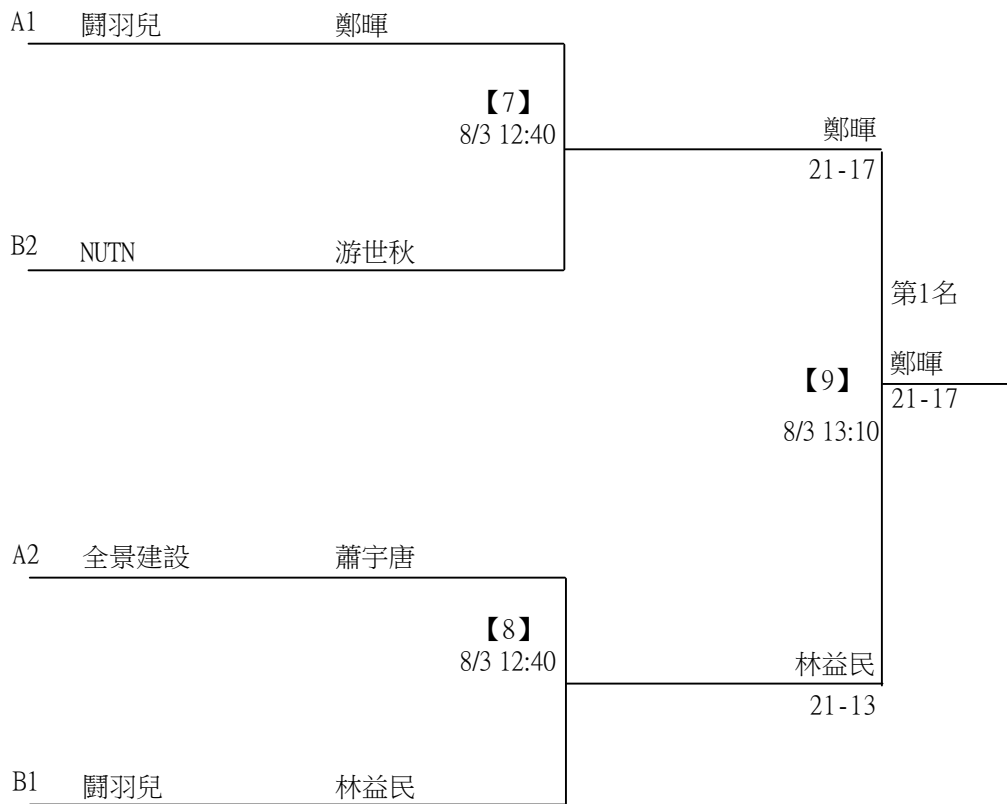 A1 鬪羽兒 鄭暉
【7】
8/3 12:40
鄭暉
21-17
B2 NUTN 游世秋
第1名
鄭暉
【9】
21-17
8/3 13:10
A2 全景建設 蕭宇唐
【8】
8/3 12:40
林益民
21-13
B1 鬪羽兒 林益民